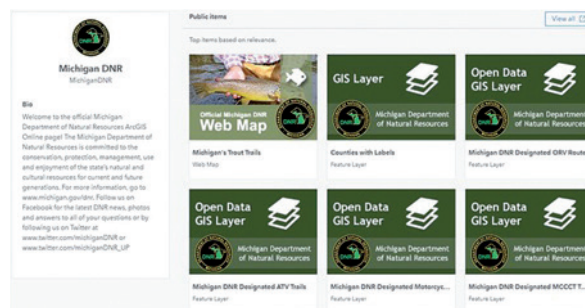 Public items
View all
Top items based on relevance.
DNR
Michigan DNR
MichiganDNR
Bio
Welcome to the official Michigan
Department of Natural Resources ArcGIS
Online page! The Michigan Department of
Natural Resources is committed to the
conservation, protection, management, use
and enjoyment of the state's natural and
cultural resources for current and future
generations. For more information, go to
www.michigan.gov/dnr. Follow us on
Facebook for the latest DNR news, photos
and answers to all of your questions or by
following us on Twitter at
www.twitter.com/michiganDNR or
www.twitter.com/michiganDNR_UP
Official Michigan DNR
Web Map
DNR
Michigan's Trout Trails
Web Map
GIS Layer
DNR
Michigan Department
of Natural Resources
Counties with Labels
Feature Layer
Open Data
GIS Layer
DNR
Michigan Department
of Natural Resources
Michigan DNR Designated ORV Route
Feature Layer
Open Data
GIS Layer
DNR
Michigan Department
of Natural Resources
Michigan DNR Designated ATV Trails
Feature Layer
Open Data
GIS Layer
DNR
Michigan Department
of Natural Resources
Michigan DNR Designated Motorcyc...
Feature Layer
Open Data
GIS Layer
DNR
Michigan Department
of Natural Resources
Michigan DNR Designated MCCCT T...
Feature Layer